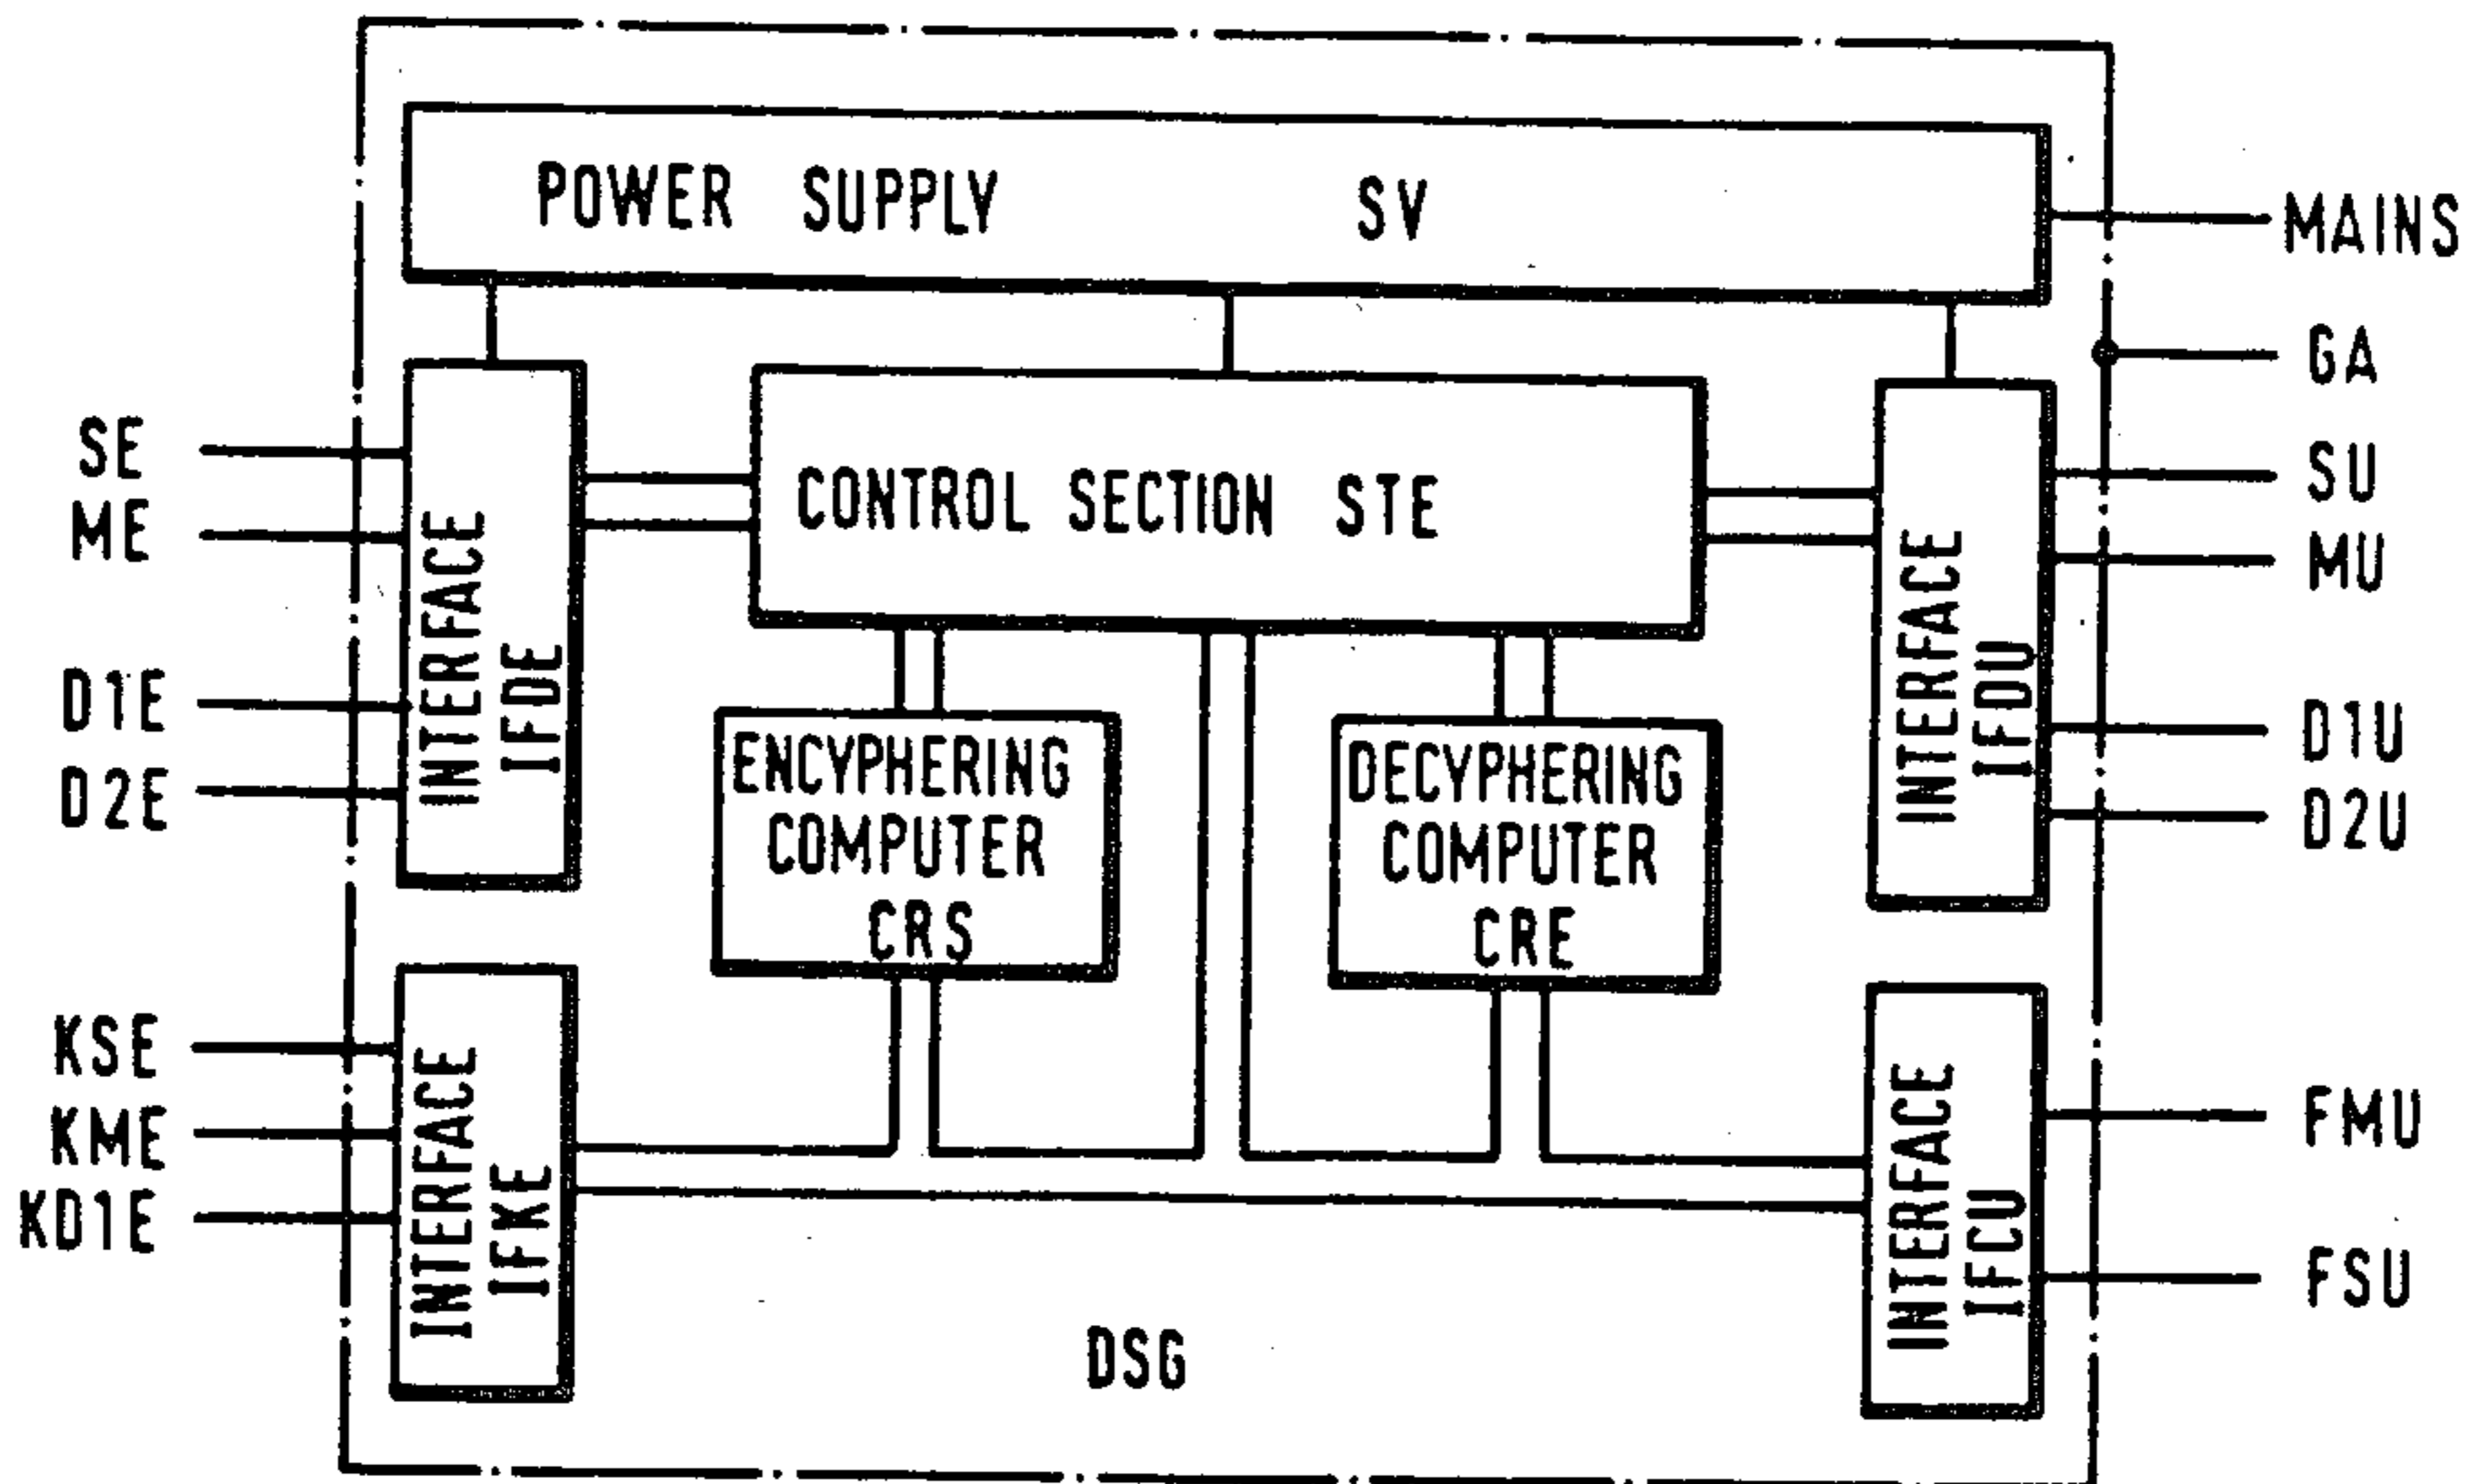 POWER SUPPLY SV
MAINS
GA
SE
ME
D1E
D2E
INTERFACE
IFDE
CONTROL SECTION STE
INTERFACE
IFDU
SU
MU
D1U
D2U
ENCYPHERING
COMPUTER
CRS
DECYPHERING
COMPUTER
CRE
KSE
KME
KD1E
INTERFACE
IFKE
INTERFACE
IFCU
FMU
FSU
DSG